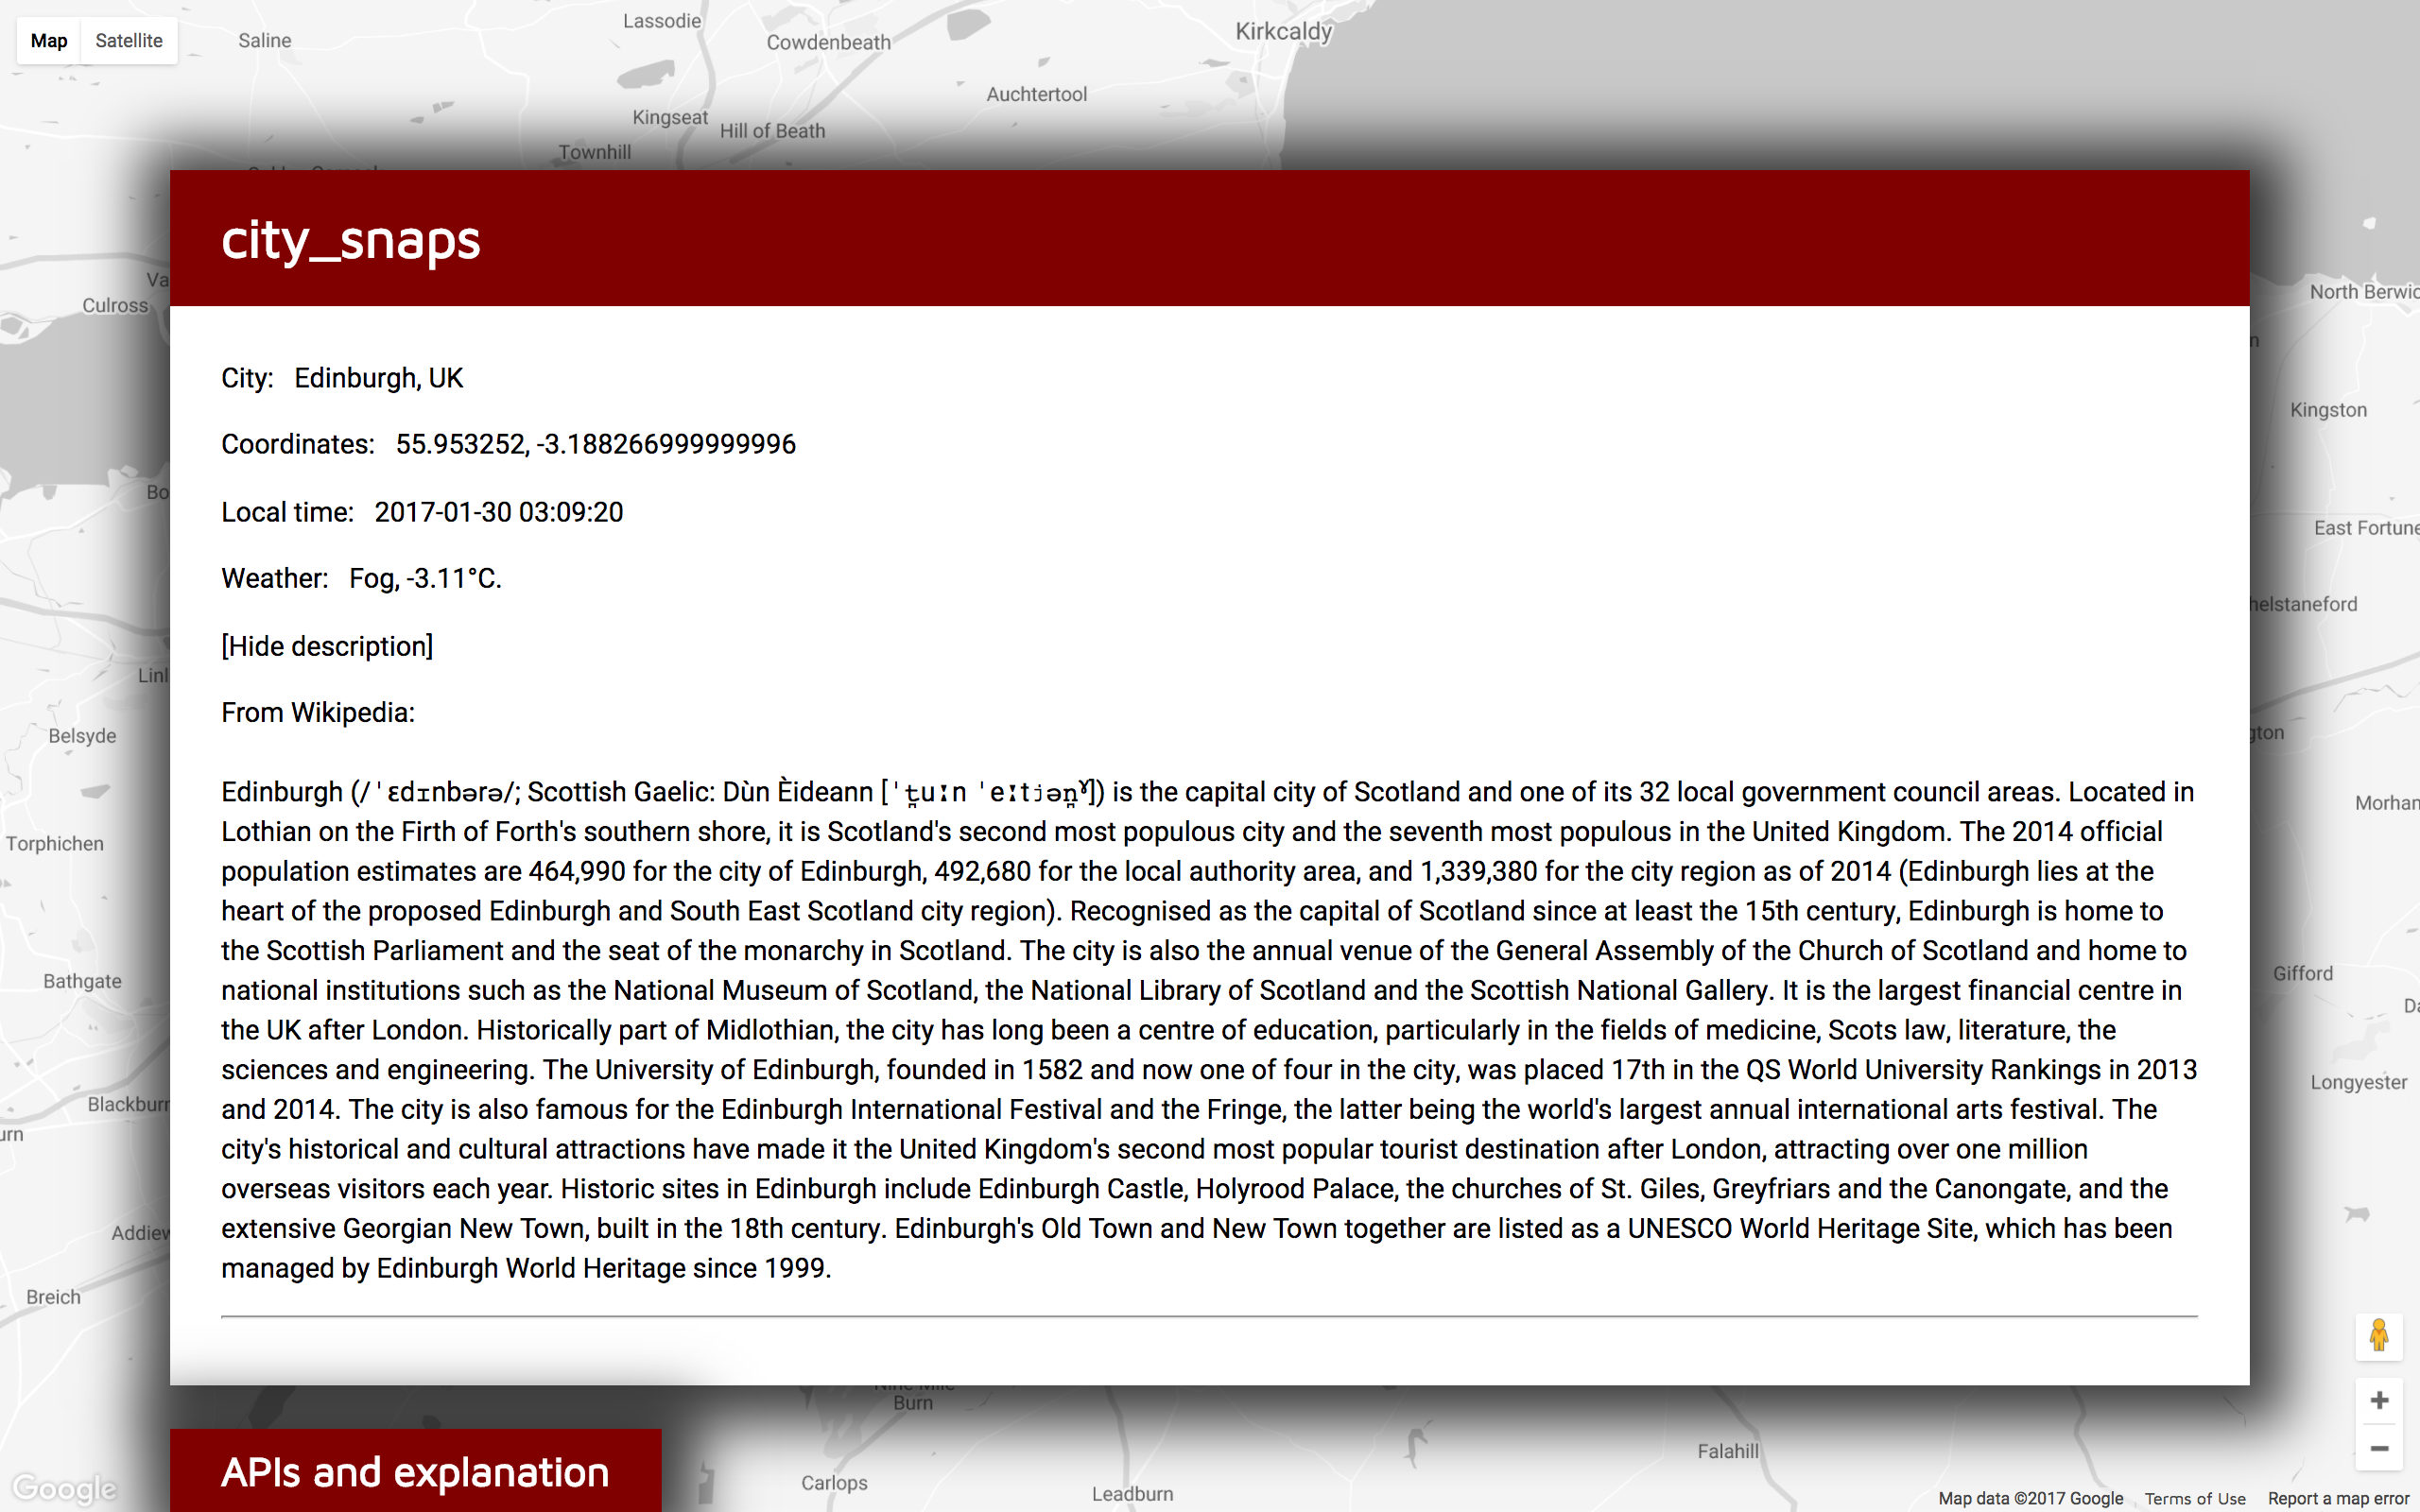 Map Satellite
Saline
Lassodie
Cowdenbeath
Kirkcaldy
Auchtertool
Kingseat
Hill of Beath
Townhill
city_snaps
Culross
North Berwic
Kingston
East Fortune
helstaneford
City: Edinburgh, UK
Coordinates: 55.953252, -3.188266999999996
Local time: 2017-01-30 03:09:20
Weather: Fog, -3.11°C.
[Hide description]
From Wikipedia:
Edinburgh (/ˈɛdɪnbərə/; Scottish Gaelic: Dùn Èideann [ˈt̪uːn ˈeːtʲən̪ˠ]) is the capital city of Scotland and one of its 32 local government council areas. Located in
Lothian on the Firth of Forth's southern shore, it is Scotland's second most populous city and the seventh most populous in the United Kingdom. The 2014 official
population estimates are 464,990 for the city of Edinburgh, 492,680 for the local authority area, and 1,339,380 for the city region as of 2014 (Edinburgh lies at the
heart of the proposed Edinburgh and South East Scotland city region). Recognised as the capital of Scotland since at least the 15th century, Edinburgh is home to
the Scottish Parliament and the seat of the monarchy in Scotland. The city is also the annual venue of the General Assembly of the Church of Scotland and home to
national institutions such as the National Museum of Scotland, the National Library of Scotland and the Scottish National Gallery. It is the largest financial centre in
the UK after London. Historically part of Midlothian, the city has long been a centre of education, particularly in the fields of medicine, Scots law, literature, the
sciences and engineering. The University of Edinburgh, founded in 1582 and now one of four in the city, was placed 17th in the QS World University Rankings in 2013
and 2014. The city is also famous for the Edinburgh International Festival and the Fringe, the latter being the world's largest annual international arts festival. The
city's historical and cultural attractions have made it the United Kingdom's second most popular tourist destination after London, attracting over one million
overseas visitors each year. Historic sites in Edinburgh include Edinburgh Castle, Holyrood Palace, the churches of St. Giles, Greyfriars and the Canongate, and the
extensive Georgian New Town, built in the 18th century. Edinburgh's Old Town and New Town together are listed as a UNESCO World Heritage Site, which has been
managed by Edinburgh World Heritage since 1999.
Linl
Belsyde
gton
Morhan
Torphichen
Bathgate
Gifford
Longyester
Blackburn
urn
Addiew
Breich
Burn
APIs and explanation
Carlops
Leadburn
Falahill
Google
Map data ©2017 Google Terms of Use Report a map error